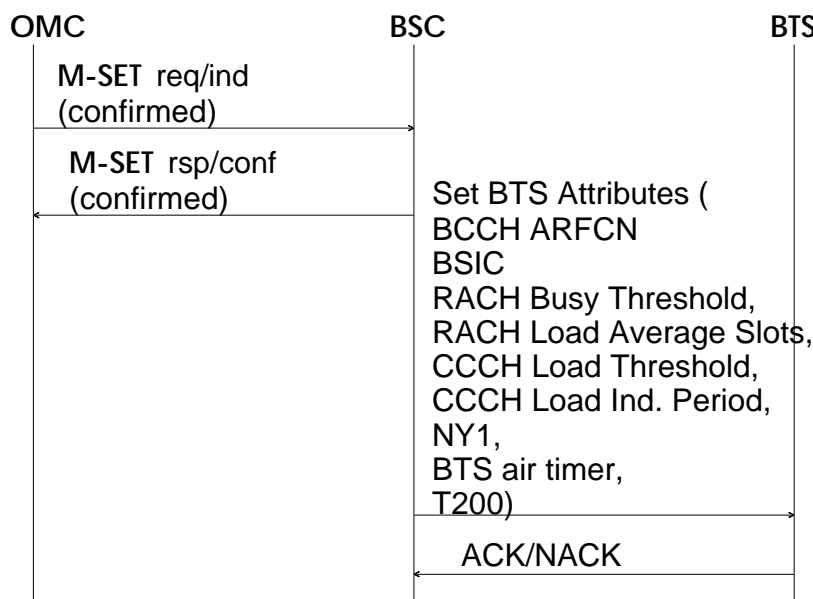 OMC BSC BTS
M-SET req/ind
(confirmed)
M-SET rsp/conf
(confirmed)
Set BTS Attributes (
BCCH ARFCN
BSIC
RACH Busy Threshold,
RACH Load Average Slots,
CCCH Load Threshold,
CCCH Load Ind. Period,
NY1,
BTS air timer,
T200)
ACK/NACK